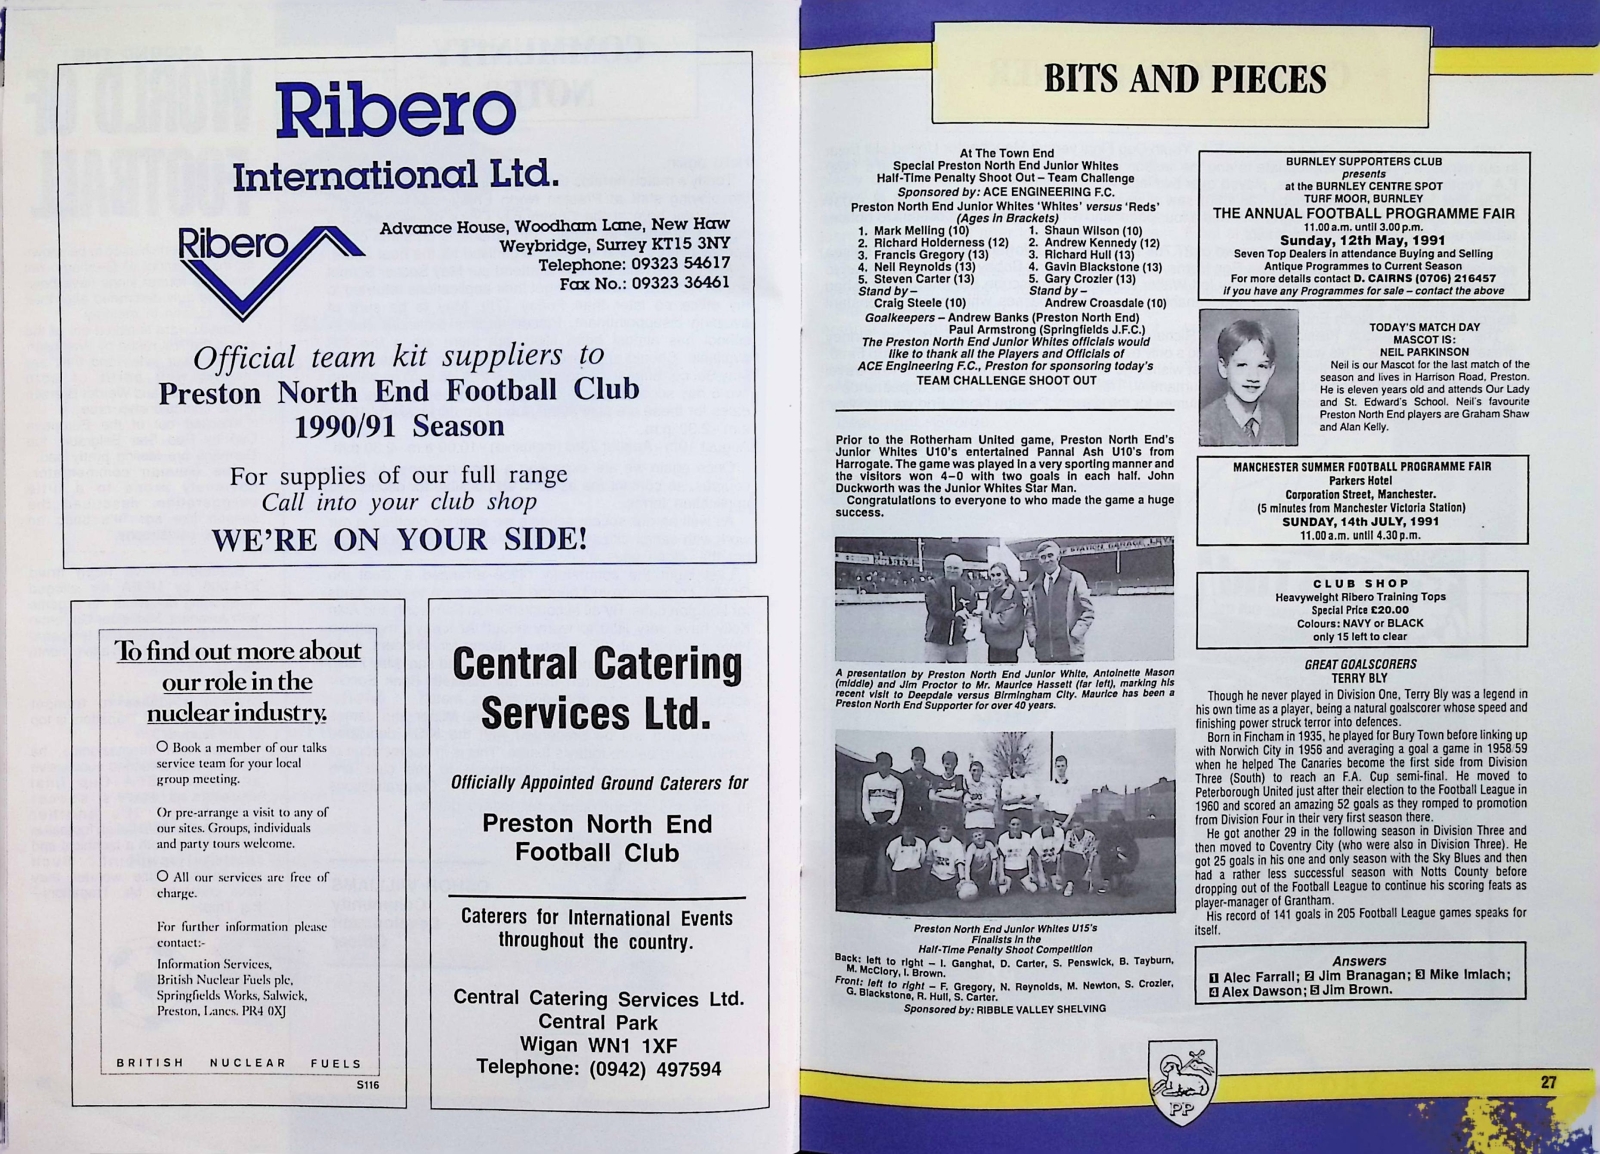 Ribero
International Ltd.
Ribero
Advance House, Woodham Lane, New Haw
Weybridge, Surrey KT15 3NY
Telephone: 09323 54617
Fax No.: 09323 36461
Official team kit suppliers to
Preston North End Football Club
1990/91 Season
For supplies of our full range
Call into your club shop
WE'RE ON YOUR SIDE!
To find out more about
our role in the
nuclear industry.
O Book a member of our talks
service team for your local
group meeting.
Or pre-arrange a visit to any of
our sites. Groups, individuals
and party tours welcome.
O All our services are free of
charge.
For further information please
contact:-
Information Services,
British Nuclear Fuels plc,
Springfields Works, Salwick,
Preston, Lancs. PR4 0XJ
BRITISH NUCLEAR FUELS
S116
Central Catering
Services Ltd.
Officially Appointed Ground Caterers for
Preston North End
Football Club
Caterers for International Events
throughout the country.
Central Catering Services Ltd.
Central Park
Wigan WN1 1XF
Telephone: (0942) 497594
BITS AND PIECES
At The Town End
Special Preston North End Junior Whites
Half-Time Penalty Shoot Out – Team Challenge
Sponsored by: ACE ENGINEERING F.C.
Preston North End Junior Whites 'Whites' versus 'Reds'
(Ages in Brackets)
1. Mark Melling (10)
2. Richard Holderness (12)
3. Francis Gregory (13)
4. Neil Reynolds (13)
5. Steven Carter (13)
Stand by –
Craig Steele (10)
1. Shaun Wilson (10)
2. Andrew Kennedy (12)
3. Richard Hull (13)
4. Gavin Blackstone (13)
5. Gary Crozier (13)
Stand by –
Andrew Croasdale (10)
Goalkeepers – Andrew Banks (Preston North End)
Paul Armstrong (Springfields J.F.C.)
The Preston North End Junior Whites officials would
like to thank all the Players and Officials of
ACE Engineering F.C., Preston for sponsoring today's
TEAM CHALLENGE SHOOT OUT
Prior to the Rotherham United game, Preston North End's
Junior Whites U10's entertained Pannal Ash U10's from
Harrogate. The game was played in a very sporting manner and
the visitors won 4–0 with two goals in each half. John
Duckworth was the Junior Whites Star Man.
Congratulations to everyone to who made the game a huge
success.
A presentation by Preston North End Junior White, Antoinette Mason
(middle) and Jim Proctor to Mr. Maurice Hassett (far left), marking his
recent visit to Deepdale versus Birmingham City. Maurice has been a
Preston North End Supporter for over 40 years.
Preston North End Junior Whites U15's
Finalists in the
Half-Time Penalty Shoot Competition
Back: left to right – I. Ganghat, D. Carter, S. Penswick, B. Tayburn,
M. McClory, I. Brown.
Front: left to right – F. Gregory, N. Reynolds, M. Newton, S. Crozier,
G. Blackstone, R. Hull, S. Carter.
Sponsored by: RIBBLE VALLEY SHELVING
BURNLEY SUPPORTERS CLUB
presents
at the BURNLEY CENTRE SPOT
TURF MOOR, BURNLEY
THE ANNUAL FOOTBALL PROGRAMME FAIR
11.00 a.m. until 3.00 p.m.
Sunday, 12th May, 1991
Seven Top Dealers in attendance Buying and Selling
Antique Programmes to Current Season
For more details contact D. CAIRNS (0706) 216457
if you have any Programmes for sale – contact the above
TODAY'S MATCH DAY
MASCOT IS:
NEIL PARKINSON
Neil is our Mascot for the last match of the
season and lives in Harrison Road, Preston.
He is eleven years old and attends Our Lady
and St. Edward's School. Neil's favourite
Preston North End players are Graham Shaw
and Alan Kelly.
MANCHESTER SUMMER FOOTBALL PROGRAMME FAIR
Parkers Hotel
Corporation Street, Manchester.
(5 minutes from Manchester Victoria Station)
SUNDAY, 14th JULY, 1991
11.00 a.m. until 4.30 p.m.
CLUB SHOP
Heavyweight Ribero Training Tops
Special Price £20.00
Colours: NAVY or BLACK
only 15 left to clear
GREAT GOALSCORERS
TERRY BLY
Though he never played in Division One, Terry Bly was a legend in
his own time as a player, being a natural goalscorer whose speed and
finishing power struck terror into defences.
Born in Fincham in 1935, he played for Bury Town before linking up
with Norwich City in 1956 and averaging a goal a game in 1958/59
when he helped The Canaries become the first side from Division
Three (South) to reach an F.A. Cup semi-final. He moved to
Peterborough United just after their election to the Football League in
1960 and scored an amazing 52 goals as they romped to promotion
from Division Four in their very first season there.
He got another 29 in the following season in Division Three and
then moved to Coventry City (who were also in Division Three). He
got 25 goals in his one and only season with the Sky Blues and then
had a rather less successful season with Notts County before
dropping out of the Football League to continue his scoring feats as
player-manager of Grantham.
His record of 141 goals in 205 Football League games speaks for
itself.
Answers
1 Alec Farrall; 2 Jim Branagan; 3 Mike Imlach;
4 Alex Dawson; 5 Jim Brown.
PP
27